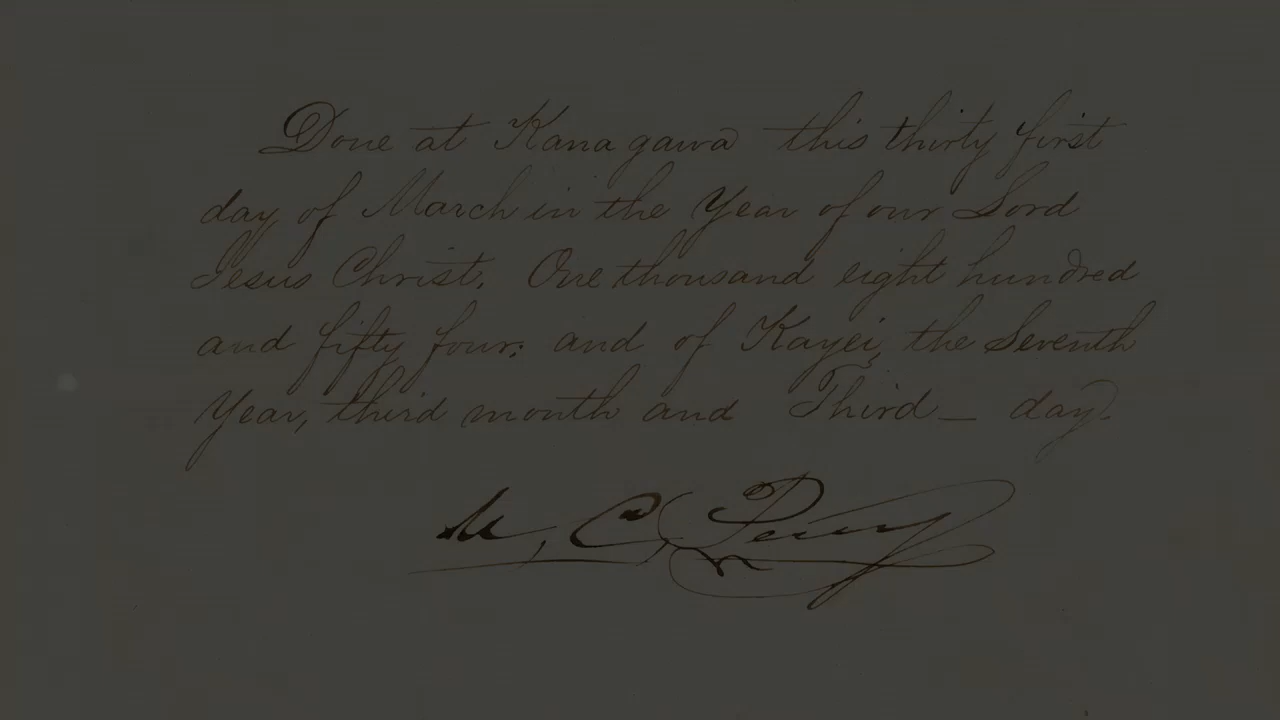 Done at Kanagawa this thirty first
day of March in the Year of our Lord
Jesus Christ. One thousand eight hundred
and fifty four; and of Kayei, the Seventh
Year, third month and Third _ day.
M. C. Perry